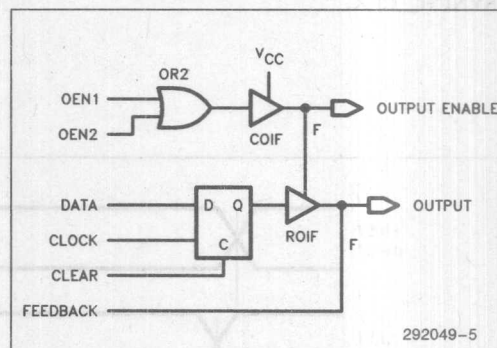 VCC
OR2
OEN1
OEN2
COIF
F
OUTPUT ENABLE
DATA
D Q
ROIF
OUTPUT
CLOCK
C
F
CLEAR
FEEDBACK
292049-5